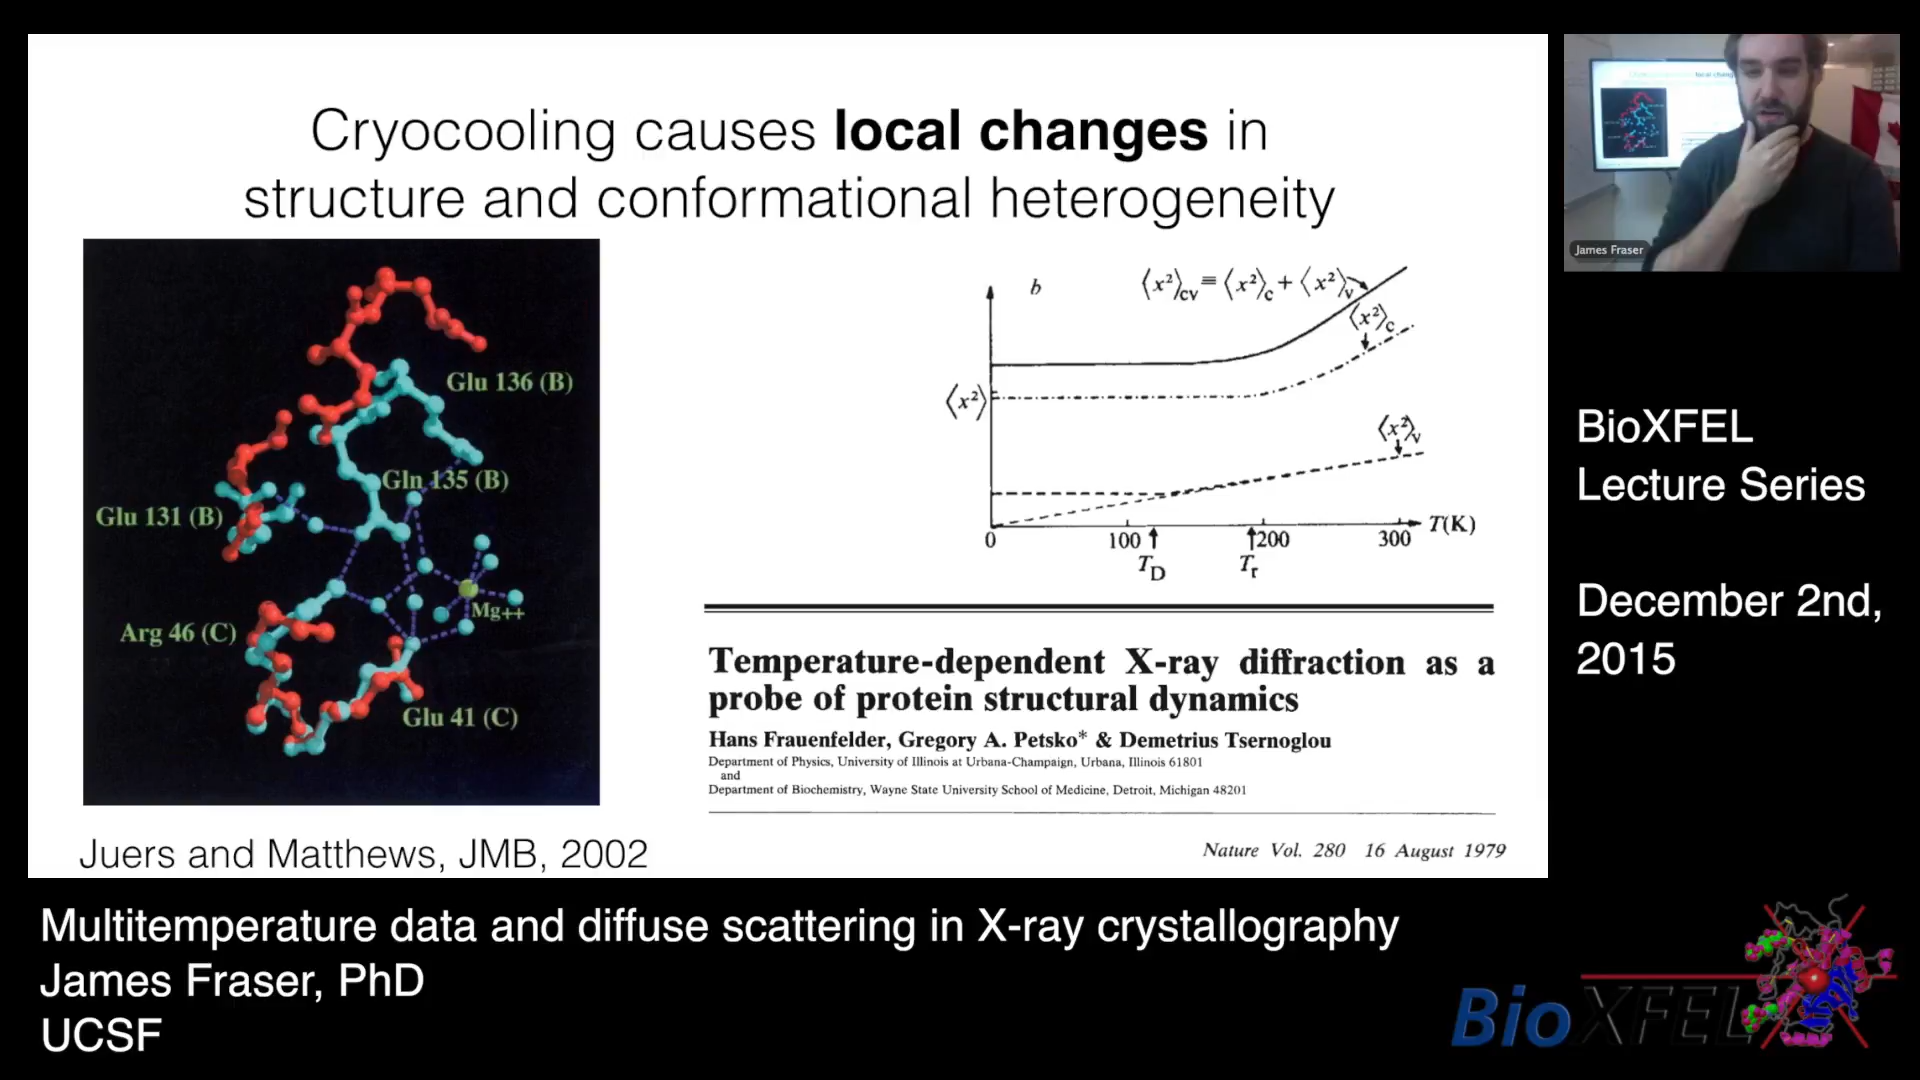 Cryocooling causes local changes in
structure and conformational heterogeneity
Glu 136 (B)
Gln 135 (B)
Glu 131 (B)
Mg++
Arg 46 (C)
Glu 41 (C)
Juers and Matthews, JMB, 2002
b
⟨x²⟩cv ≡ ⟨x²⟩c + ⟨x²⟩v
⟨x²⟩c
⟨x²⟩
⟨x²⟩v
0 100 200 300 T(K)
TD Tr
Temperature-dependent X-ray diffraction as a
probe of protein structural dynamics
Hans Frauenfelder, Gregory A. Petsko* & Demetrius Tsernoglou
Department of Physics, University of Illinois at Urbana-Champaign, Urbana, Illinois 61801
and
Department of Biochemistry, Wayne State University School of Medicine, Detroit, Michigan 48201
Nature Vol. 280 16 August 1979
James Fraser
BioXFEL
Lecture Series
December 2nd,
2015
Multitemperature data and diffuse scattering in X-ray crystallography
James Fraser, PhD
UCSF
BioXFEL